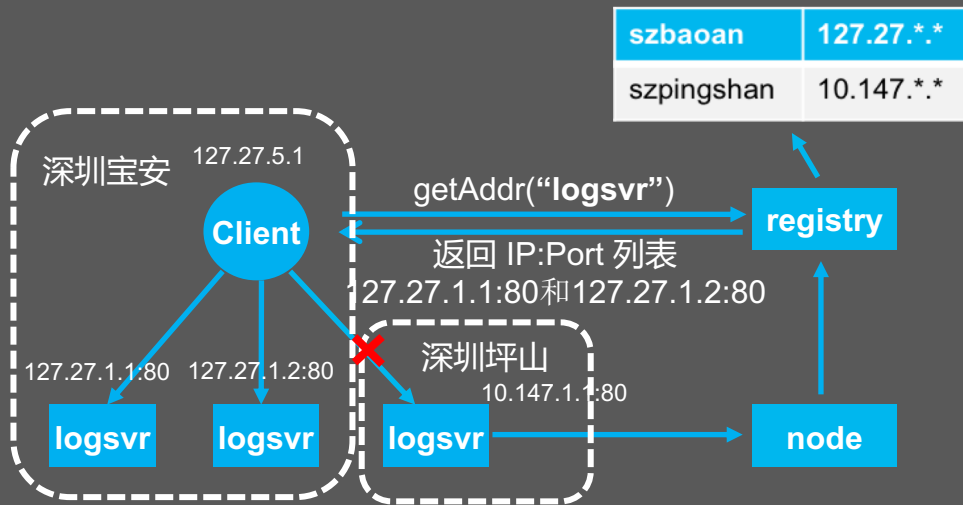 szbaoan 127.27.*.*
szpingshan 10.147.*.*
深圳宝安
127.27.5.1
Client
getAddr(“logsvr”)
返回 IP:Port 列表
127.27.1.1:80和127.27.1.2:80
registry
深圳坪山
127.27.1.1:80
127.27.1.2:80
10.147.1.1:80
logsvr
logsvr
logsvr
node